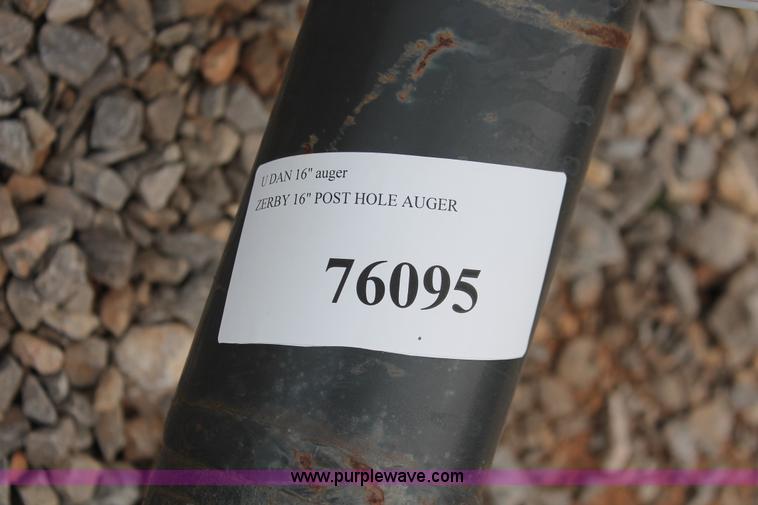 U DAN 16" auger
ZERBY 16" POST HOLE AUGER
76095
www.purplewave.com